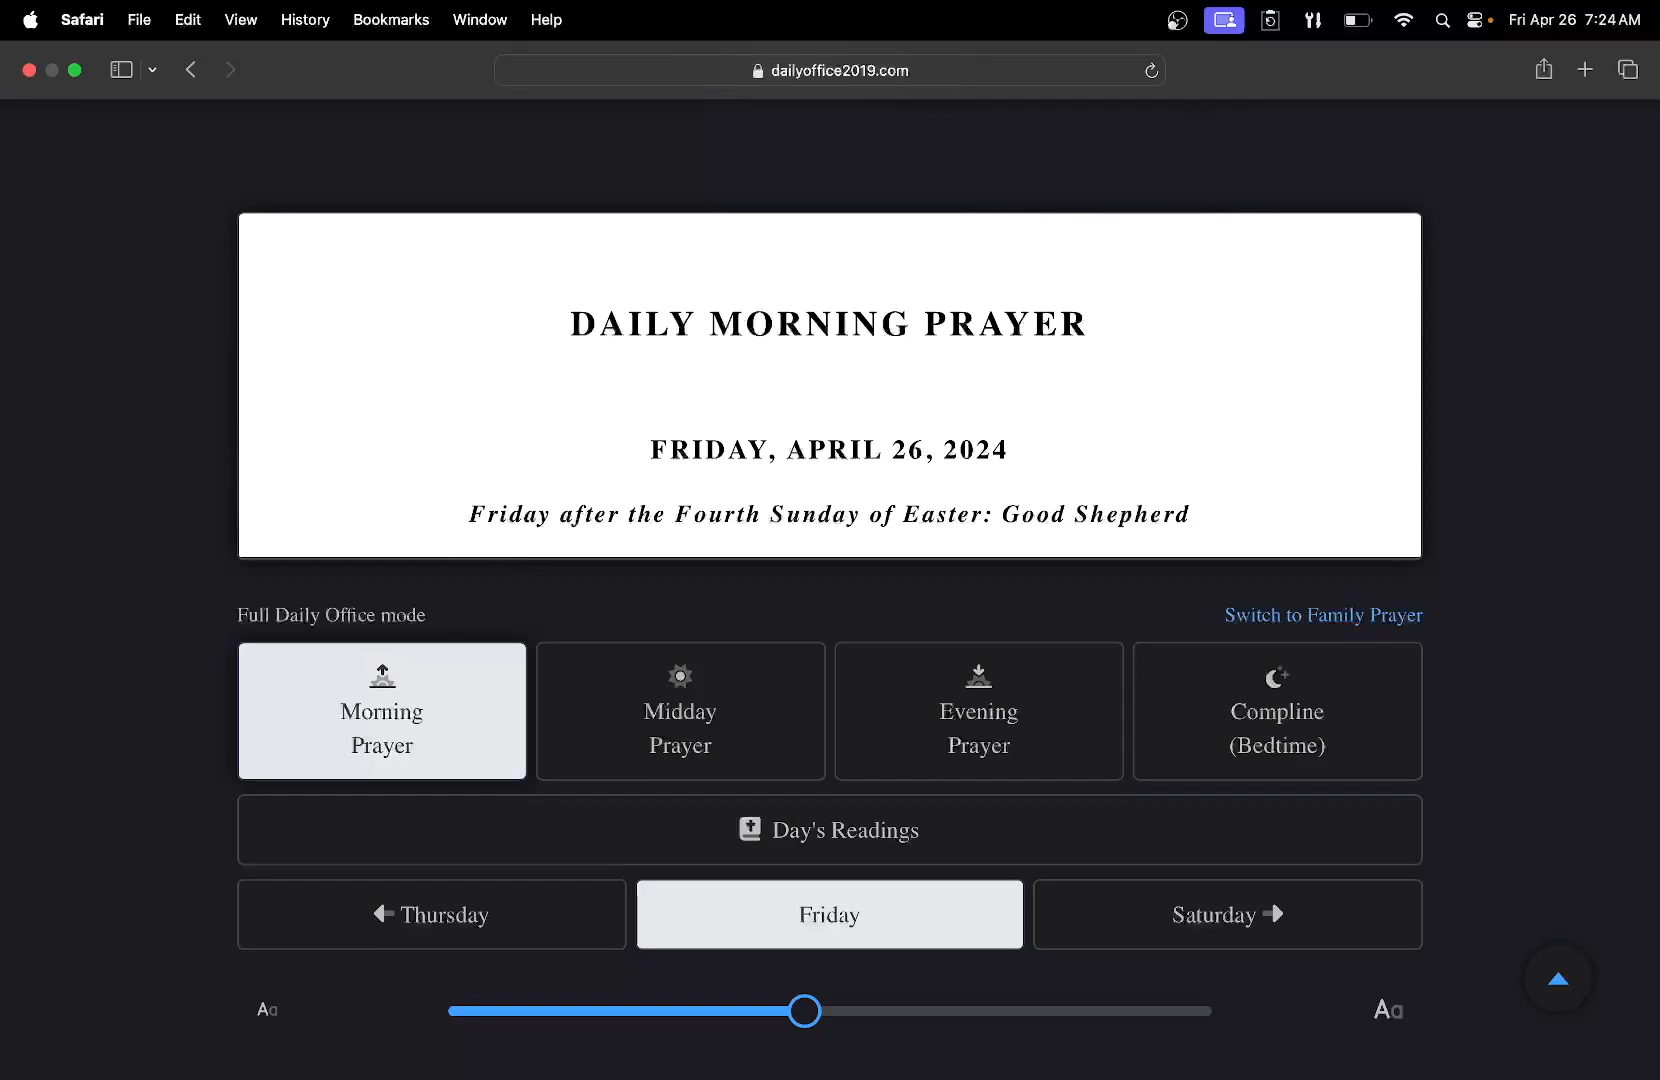 Safari File Edit View History Bookmarks Window Help Fri Apr 26 7:24 AM
dailyoffice2019.com
DAILY MORNING PRAYER
FRIDAY, APRIL 26, 2024
Friday after the Fourth Sunday of Easter: Good Shepherd
Full Daily Office mode
Switch to Family Prayer
Morning
Prayer
Midday
Prayer
Evening
Prayer
Compline
(Bedtime)
Day's Readings
Thursday
Friday
Saturday
Aa
Aa